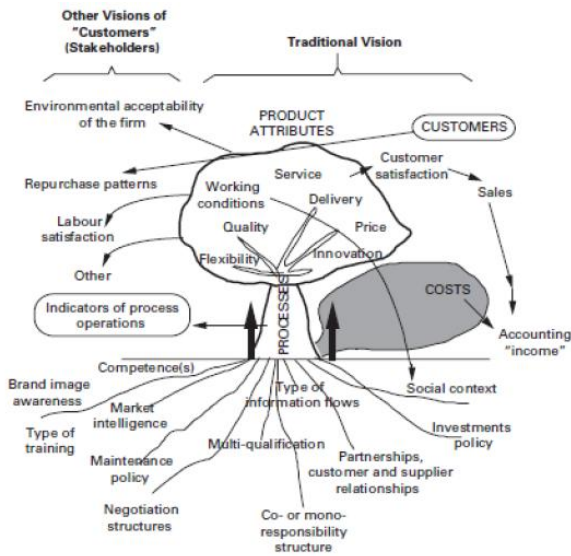 Other Visions of
"Customers"
(Stakeholders)
Traditional Vision
Environmental acceptability
of the firm
PRODUCT
ATTRIBUTES
CUSTOMERS
Service
Customer
satisfaction
Repurchase patterns
Working
conditions
Delivery
Sales
Labour
satisfaction
Quality
Price
Other
Flexibility
Innovation
Indicators of process
operations
PROCESSES
COSTS
Accounting
"income"
Competence(s)
Brand image
awareness
Type of
information flows
Social context
Market
intelligence
Type of
training
Investments
policy
Multi-qualification
Maintenance
policy
Partnerships,
customer and supplier
relationships
Negotiation
structures
Co- or mono-
responsibility
structure